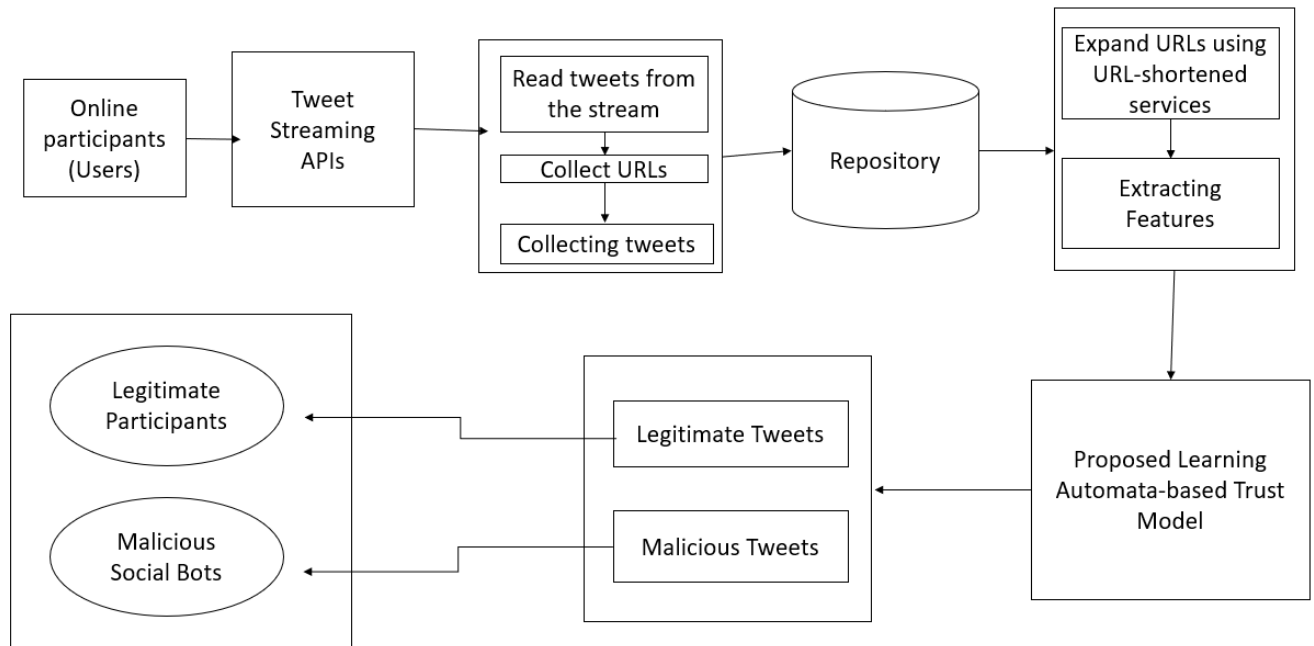 Online
participants
(Users)
Tweet
Streaming
APIs
Read tweets from
the stream
Collect URLs
Collecting tweets
Repository
Expand URLs using
URL-shortened
services
Extracting
Features
Proposed Learning
Automata-based Trust
Model
Legitimate Tweets
Malicious Tweets
Legitimate
Participants
Malicious
Social Bots